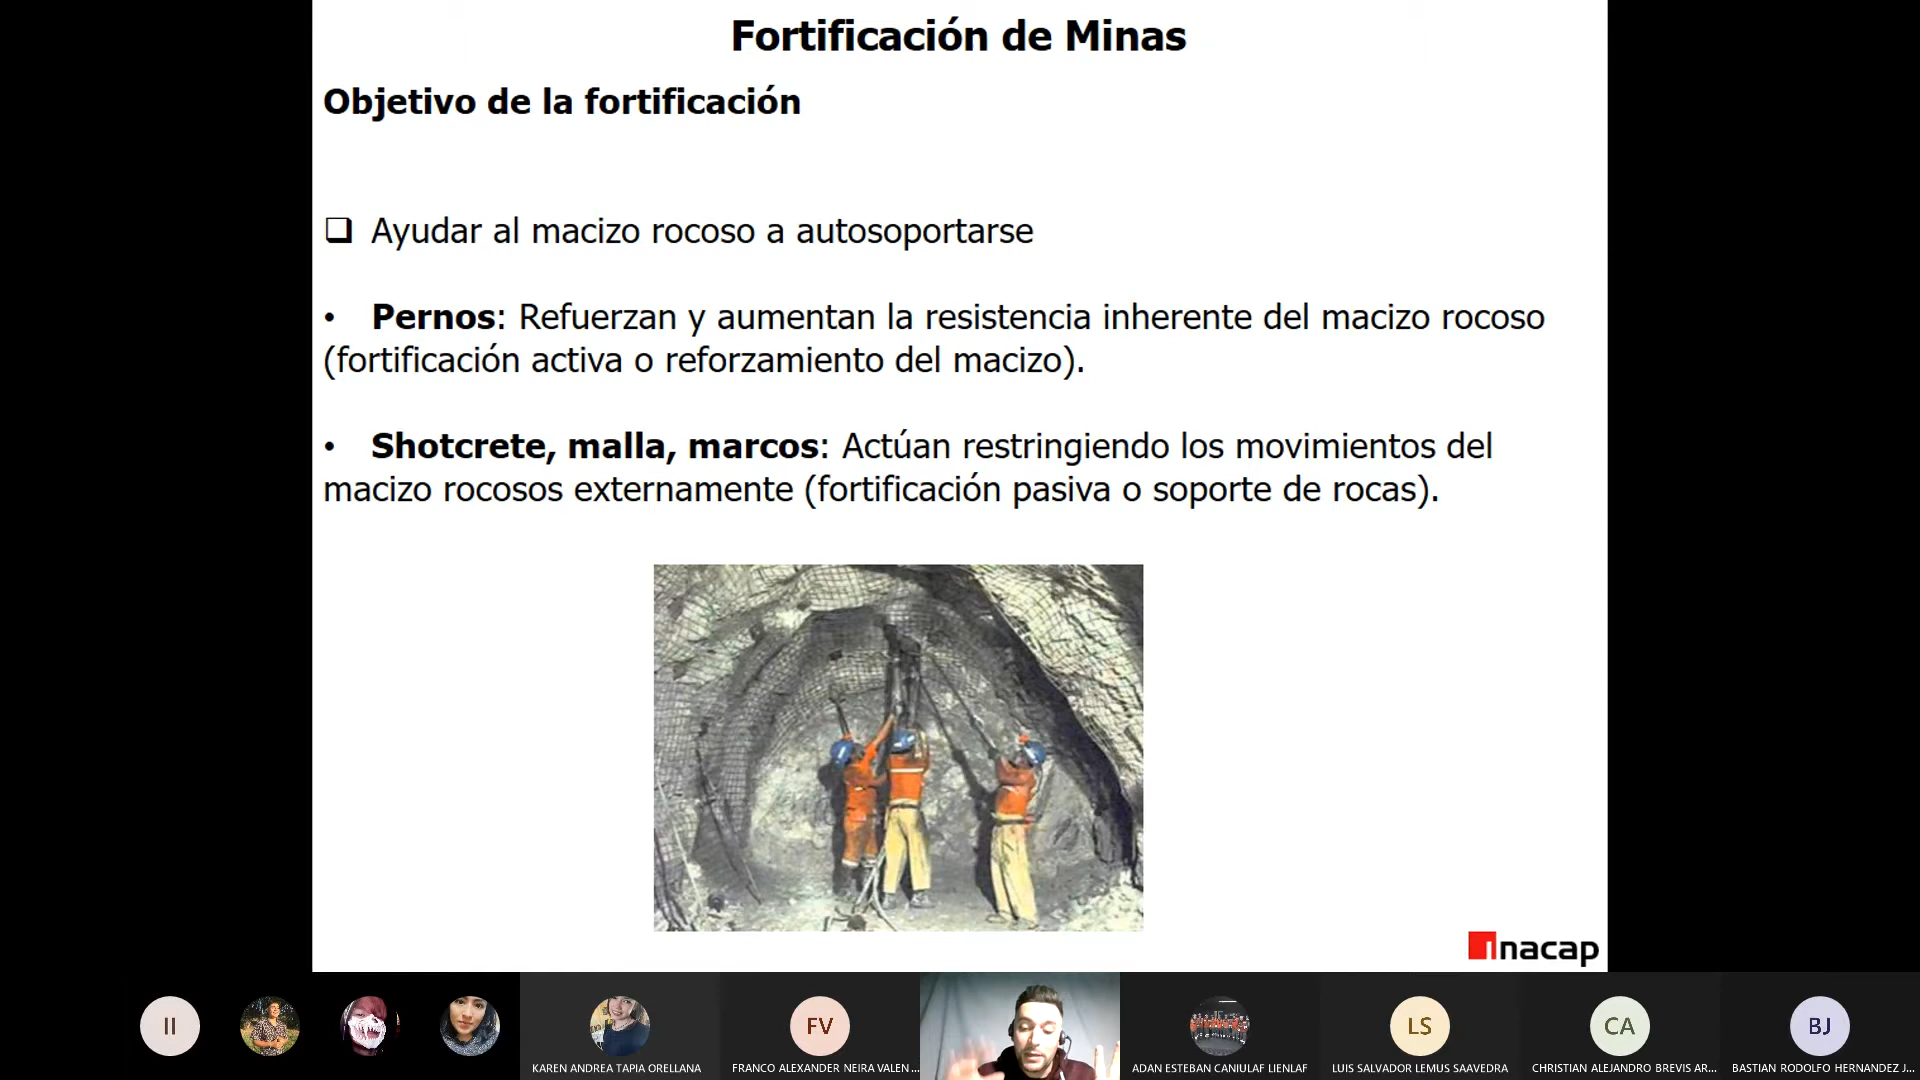 Fortificación de Minas
Objetivo de la fortificación
❑ Ayudar al macizo rocoso a autosoportarse
• Pernos: Refuerzan y aumentan la resistencia inherente del macizo rocoso
(fortificación activa o reforzamiento del macizo).
• Shotcrete, malla, marcos: Actúan restringiendo los movimientos del
macizo rocosos externamente (fortificación pasiva o soporte de rocas).
inacap
II
FV
LS
CA
BJ
KAREN ANDREA TAPIA ORELLANA
FRANCO ALEXANDER NEIRA VALEN...
ADAN ESTEBAN CANIULAF LIENLAF
LUIS SALVADOR LEMUS SAAVEDRA
CHRISTIAN ALEJANDRO BREVIS AR...
BASTIAN RODOLFO HERNANDEZ J...